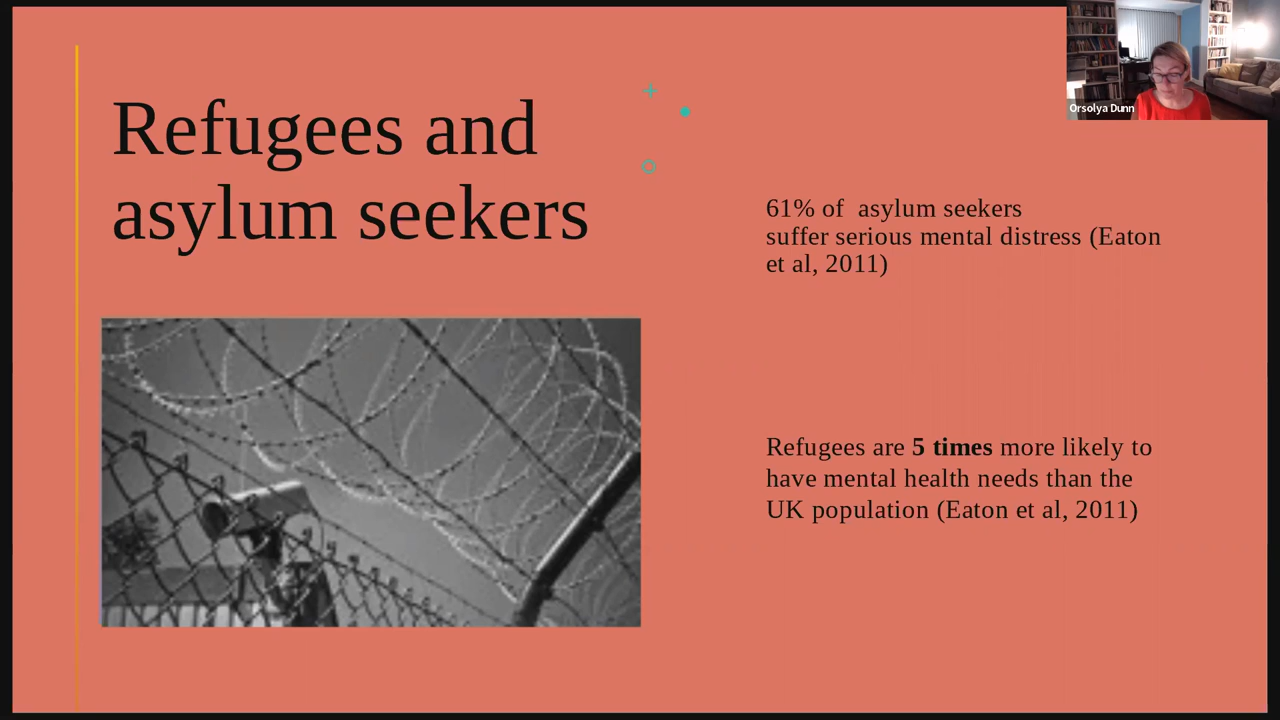 Refugees and
asylum seekers
Orsolya Dunn
61% of  asylum seekers
suffer serious mental distress (Eaton
et al, 2011)
Refugees are 5 times more likely to
have mental health needs than the
UK population (Eaton et al, 2011)